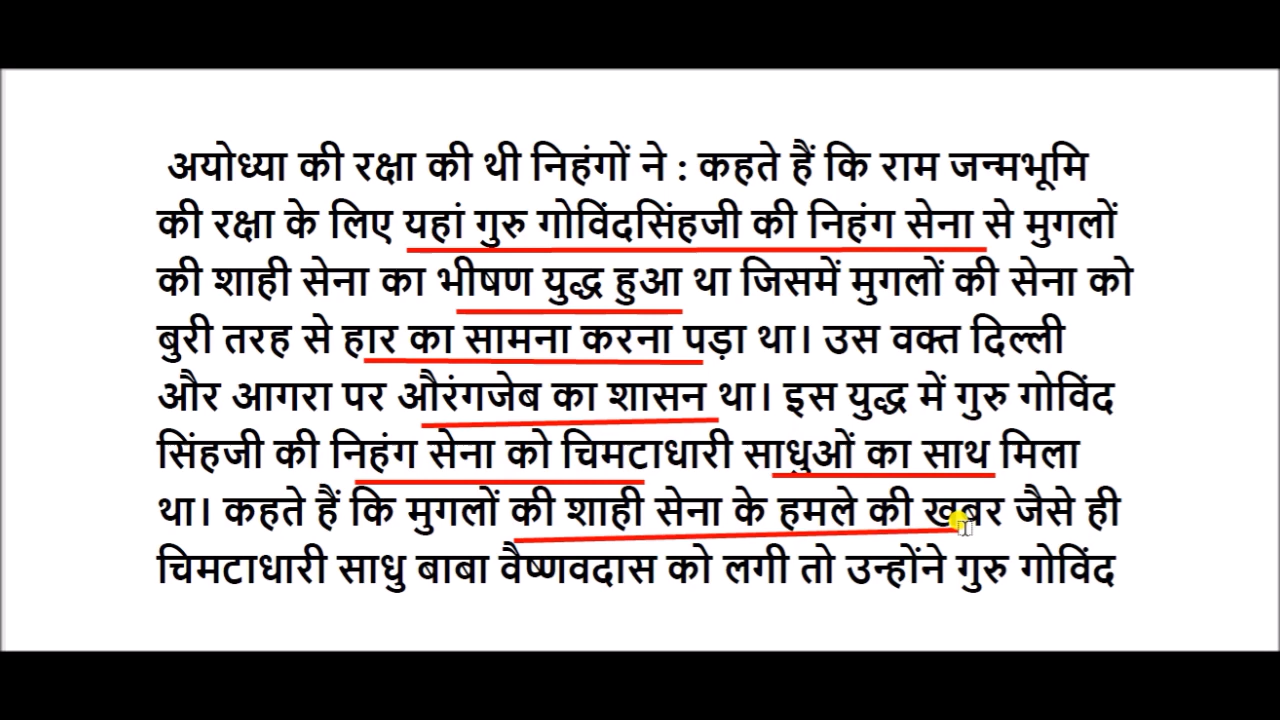 अयोध्या की रक्षा की थी निहंगों ने : कहते हैं कि राम जन्मभूमि
की रक्षा के लिए यहां गुरु गोविंदसिंहजी की निहंग सेना से मुगलों
की शाही सेना का भीषण युद्ध हुआ था जिसमें मुगलों की सेना को
बुरी तरह से हार का सामना करना पड़ा था। उस वक्त दिल्ली
और आगरा पर औरंगजेब का शासन था। इस युद्ध में गुरु गोविंद
सिंहजी की निहंग सेना को चिमटाधारी साधुओं का साथ मिला
था। कहते हैं कि मुगलों की शाही सेना के हमले की खबर जैसे ही
चिमटाधारी साधु बाबा वैष्णवदास को लगी तो उन्होंने गुरु गोविंद